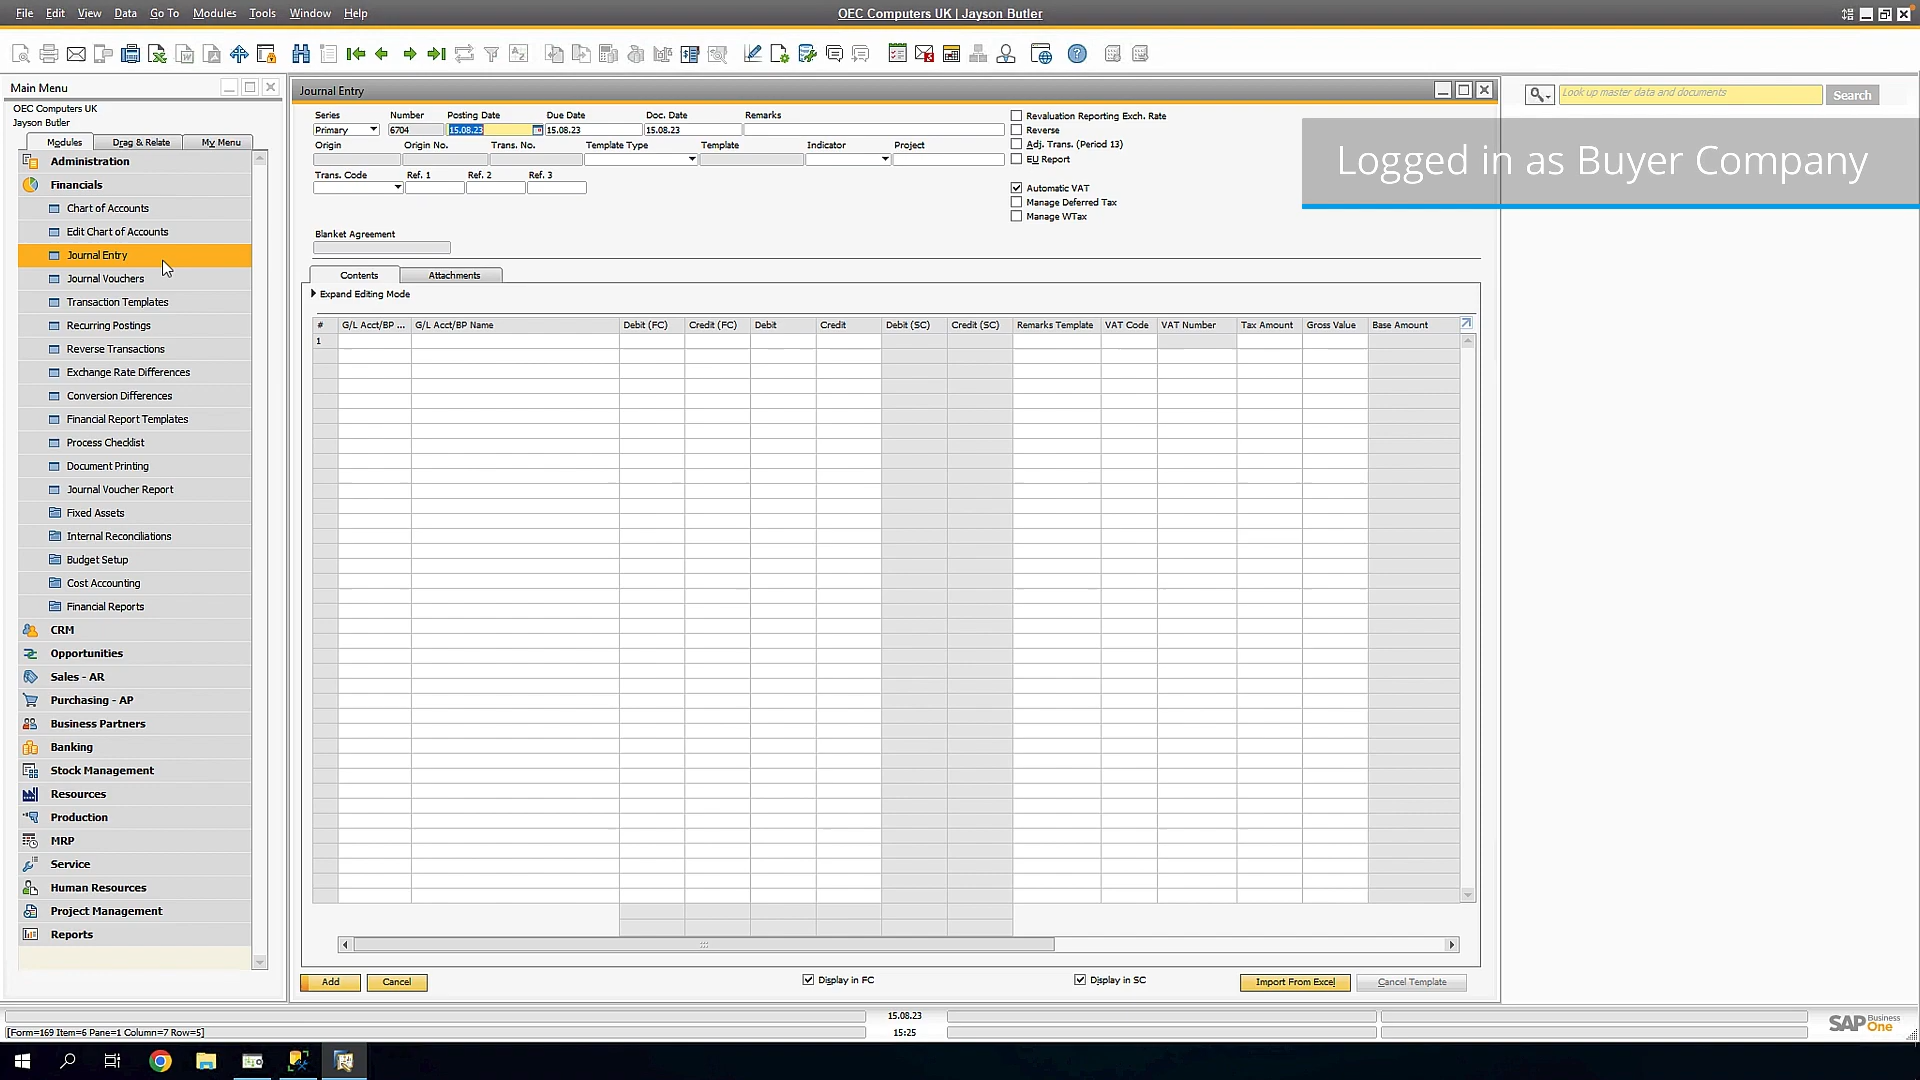 File Edit View Data Go To Modules Tools Window Help
OEC Computers UK | Jayson Butler
Main Menu
OEC Computers UK
Jayson Butler
Modules Drag & Relate My Menu
Administration
Financials
Chart of Accounts
Edit Chart of Accounts
Journal Entry
Journal Vouchers
Transaction Templates
Recurring Postings
Reverse Transactions
Exchange Rate Differences
Conversion Differences
Financial Report Templates
Process Checklist
Document Printing
Journal Voucher Report
Fixed Assets
Internal Reconciliations
Budget Setup
Cost Accounting
Financial Reports
CRM
Opportunities
Sales - AR
Purchasing - AP
Business Partners
Banking
Stock Management
Resources
Production
MRP
Service
Human Resources
Project Management
Reports
Journal Entry
Series Number Posting Date Due Date Doc. Date Remarks
Primary 6704 15.08.23 15.08.23 15.08.23
Origin Origin No. Trans. No. Template Type Template Indicator Project
Trans. Code Ref. 1 Ref. 2 Ref. 3
Blanket Agreement
Revaluation Reporting Exch. Rate
Reverse
Adj. Trans. (Period 13)
EU Report
Automatic VAT
Manage Deferred Tax
Manage WTax
Look up master data and documents
Search
Logged in as Buyer Company
Contents Attachments
Expand Editing Mode
# G/L Acct/BP ... G/L Acct/BP Name Debit (FC) Credit (FC) Debit Credit Debit (SC) Credit (SC) Remarks Template VAT Code VAT Number Tax Amount Gross Value Base Amount
1
Add Cancel Display in FC Display in SC Import From Excel Cancel Template
15.08.23
[Form=169 Item=6 Pane=1 Column=7 Row=5] 15:25
SAP Business One